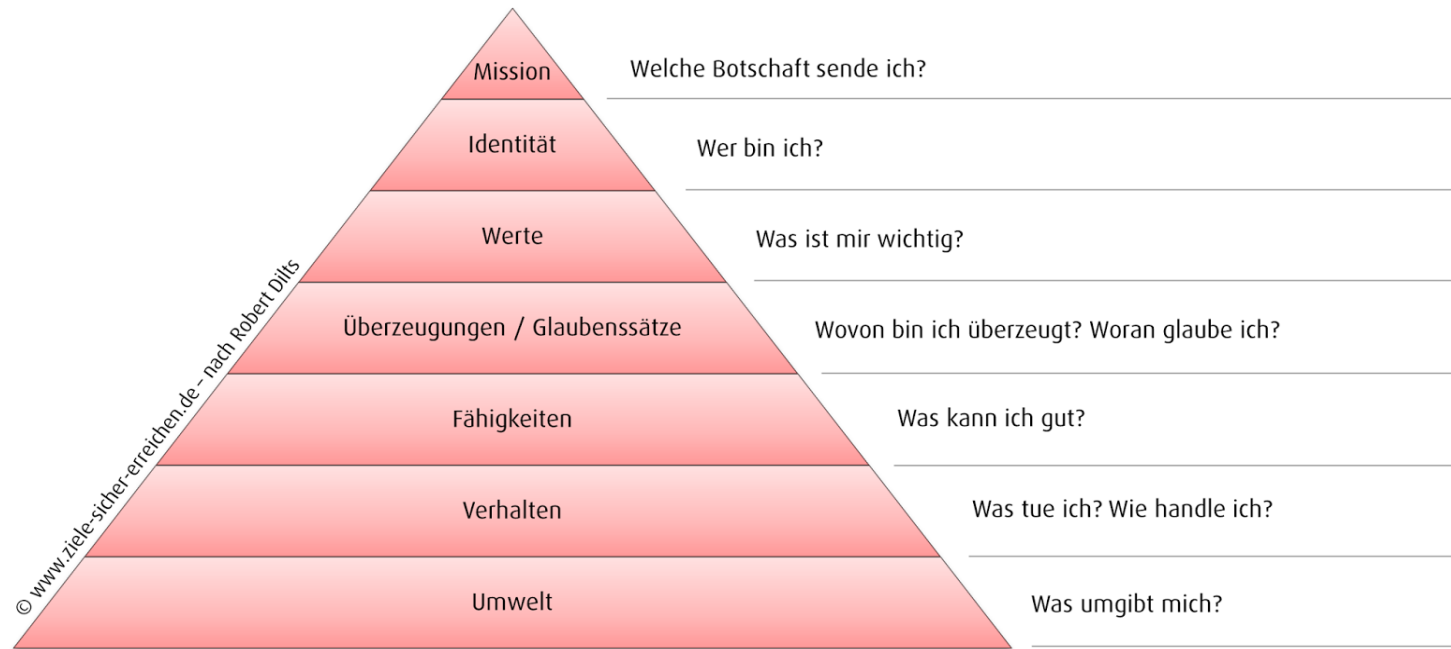 Mission
Welche Botschaft sende ich?
Identität
Wer bin ich?
Werte
Was ist mir wichtig?
Überzeugungen / Glaubenssätze
Wovon bin ich überzeugt? Woran glaube ich?
Fähigkeiten
Was kann ich gut?
Verhalten
Was tue ich? Wie handle ich?
Umwelt
Was umgibt mich?
© www.ziele-sicher-erreichen.de – nach Robert Dilts